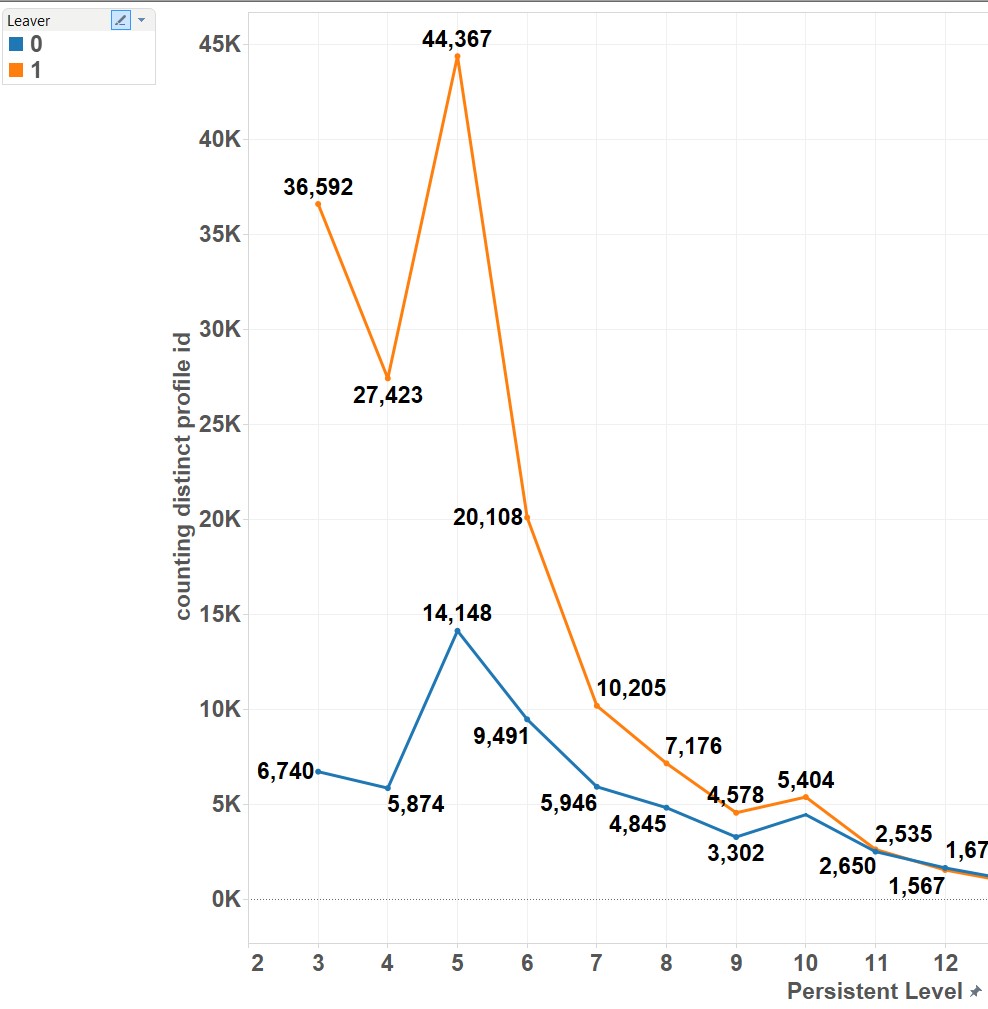 Leaver
0
1
45K
40K
35K
30K
25K
20K
15K
10K
5K
0K
counting distinct profile id
44,367
36,592
27,423
20,108
14,148
10,205
9,491
7,176
6,740
5,874
5,946
4,845
4,578
5,404
3,302
2,535
2,650
1,67
1,567
2 3 4 5 6 7 8 9 10 11 12
Persistent Level